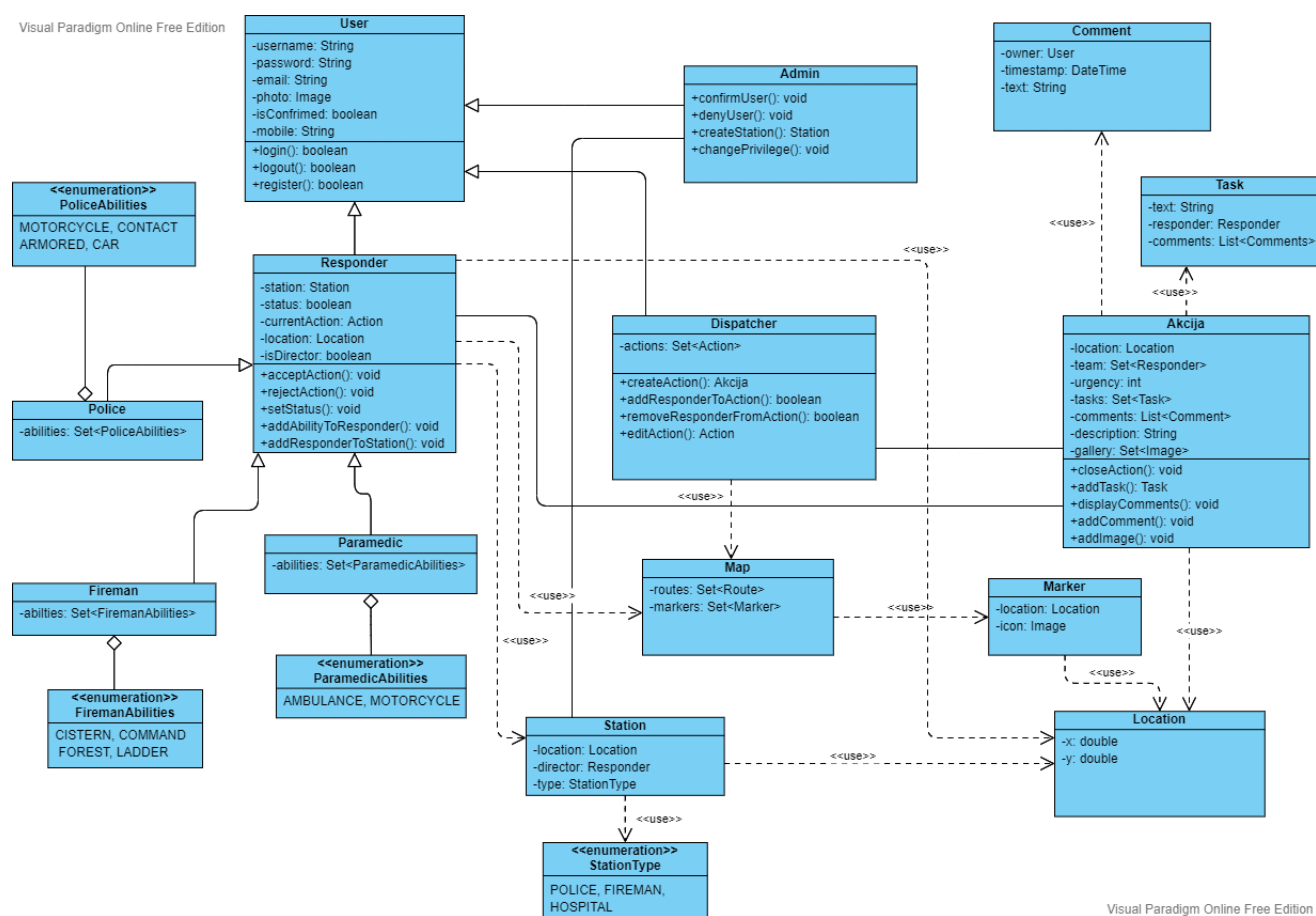 Visual Paradigm Online Free Edition
User
-username: String
-password: String
-email: String
-photo: Image
-isConfrimed: boolean
-mobile: String
+login(): boolean
+logout(): boolean
+register(): boolean
Admin
+confirmUser(): void
+denyUser(): void
+createStation(): Station
+changePrivilege(): void
Comment
-owner: User
-timestamp: DateTime
-text: String
<<enumeration>>
PoliceAbilities
MOTORCYCLE, CONTACT
ARMORED, CAR
Task
-text: String
-responder: Responder
-comments: List<Comments>
<<use>>
<<use>>
<<use>>
Responder
-station: Station
-status: boolean
-currentAction: Action
-location: Location
-isDirector: boolean
+acceptAction(): void
+rejectAction(): void
+setStatus(): void
+addAbilityToResponder(): void
+addResponderToStation(): void
Dispatcher
-actions: Set<Action>
+createAction(): Akcija
+addResponderToAction(): boolean
+removeResponderFromAction(): boolean
+editAction(): Action
Akcija
-location: Location
-team: Set<Responder>
-urgency: int
-tasks: Set<Task>
-comments: List<Comment>
-description: String
-gallery: Set<Image>
+closeAction(): void
+addTask(): Task
+displayComments(): void
+addComment(): void
+addImage(): void
Police
-abilities: Set<PoliceAbilities>
<<use>>
Paramedic
-abilities: Set<ParamedicAbilities>
Fireman
-abilties: Set<FiremanAbilities>
<<use>>
Map
-routes: Set<Route>
-markers: Set<Marker>
<<use>>
Marker
-location: Location
-icon: Image
<<use>>
<<use>>
<<use>>
<<enumeration>>
ParamedicAbilities
AMBULANCE, MOTORCYCLE
<<enumeration>>
FiremanAbilities
CISTERN, COMMAND
FOREST, LADDER
Station
-location: Location
-director: Responder
-type: StationType
<<use>>
Location
-x: double
-y: double
<<use>>
<<enumeration>>
StationType
POLICE, FIREMAN,
HOSPITAL
Visual Paradigm Online Free Edition